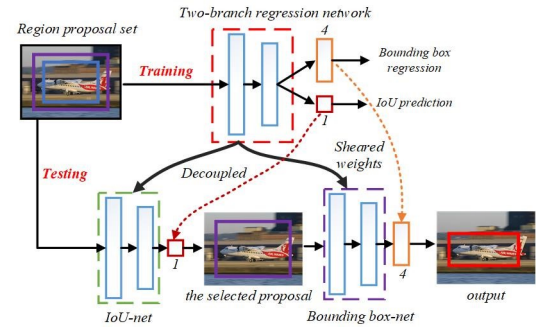 Two-branch regression network
Region proposal set
4
Training
Bounding box
regression
IoU prediction
1
Sheared
weights
Testing
Decoupled
1
4
the selected proposal
output
IoU-net
Bounding box-net